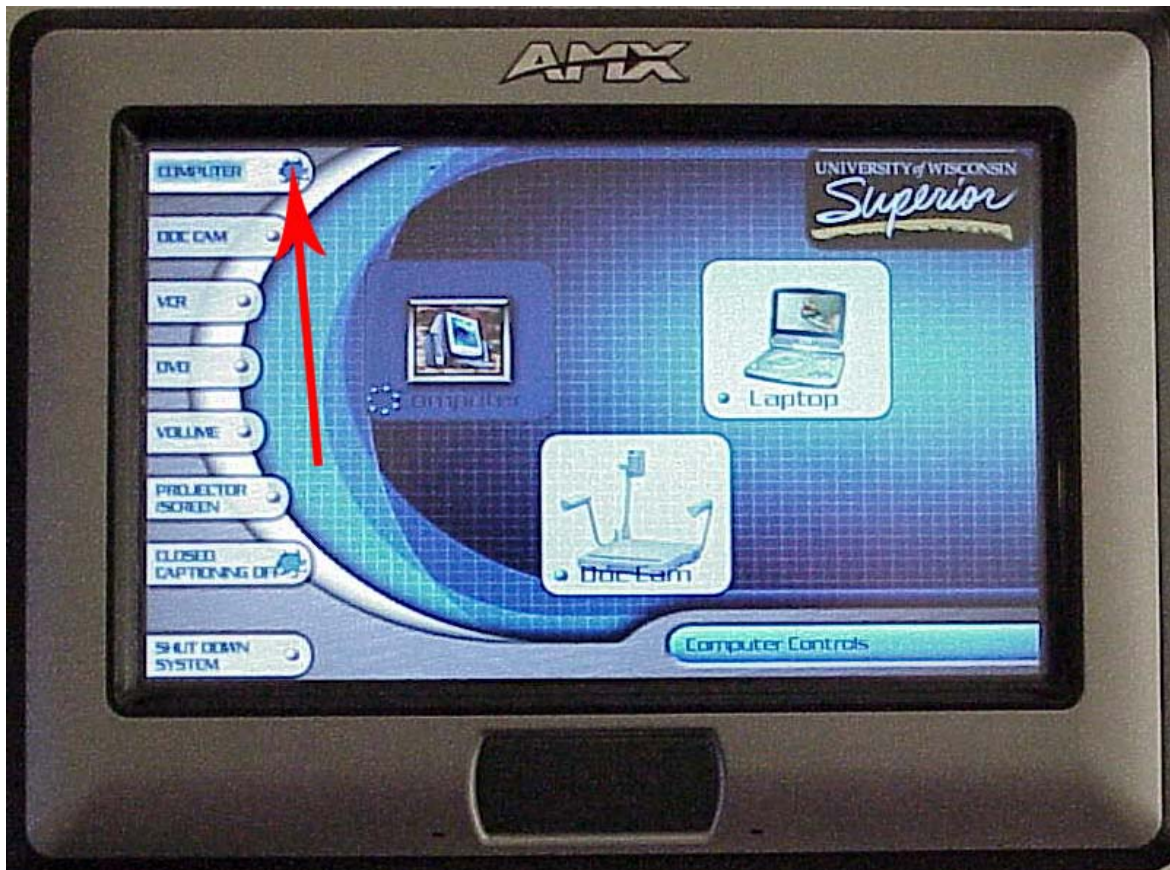 AMX
COMPUTER
DOC CAM
VCR
DVD
VOLUME
PROJECTOR
/SCREEN
CLOSED
CAPTIONING OFF
SHUT DOWN
SYSTEM
UNIVERSITY of WISCONSIN
Superior
Computer
Laptop
Doc Cam
Computer Controls